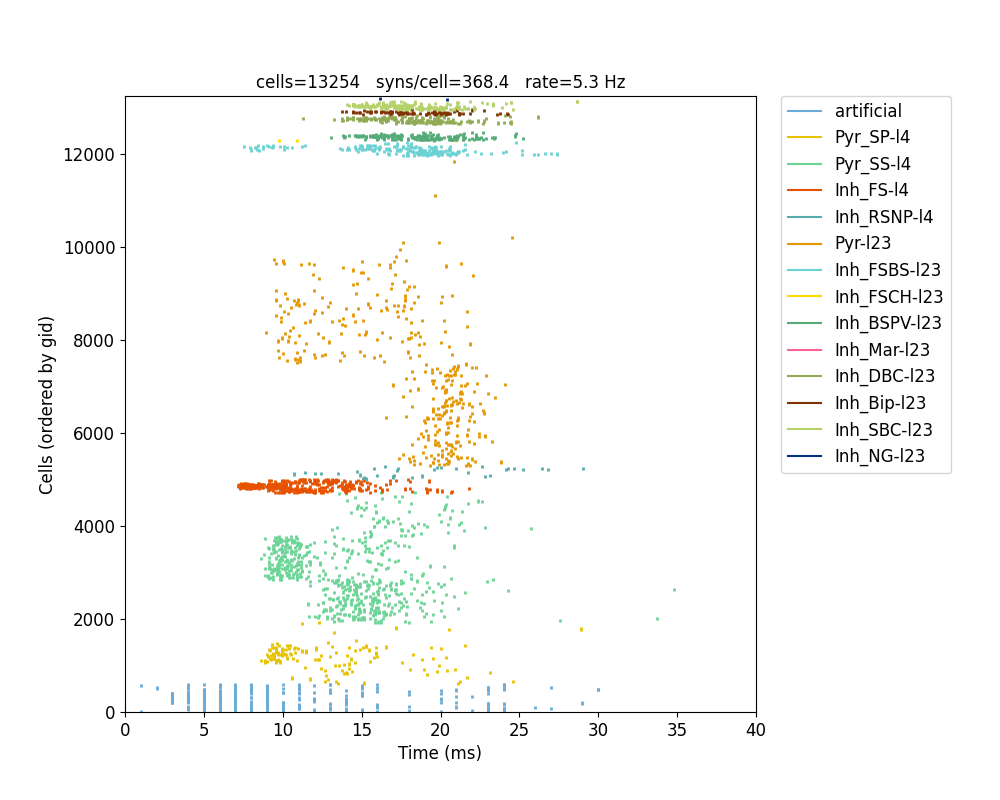 cells=13254   syns/cell=368.4   rate=5.3 Hz
Cells (ordered by gid)
12000
10000
8000
6000
4000
2000
0
0 5 10 15 20 25 30 35 40
Time (ms)
artificial
Pyr_SP-l4
Pyr_SS-l4
Inh_FS-l4
Inh_RSNP-l4
Pyr-l23
Inh_FSBS-l23
Inh_FSCH-l23
Inh_BSPV-l23
Inh_Mar-l23
Inh_DBC-l23
Inh_Bip-l23
Inh_SBC-l23
Inh_NG-l23